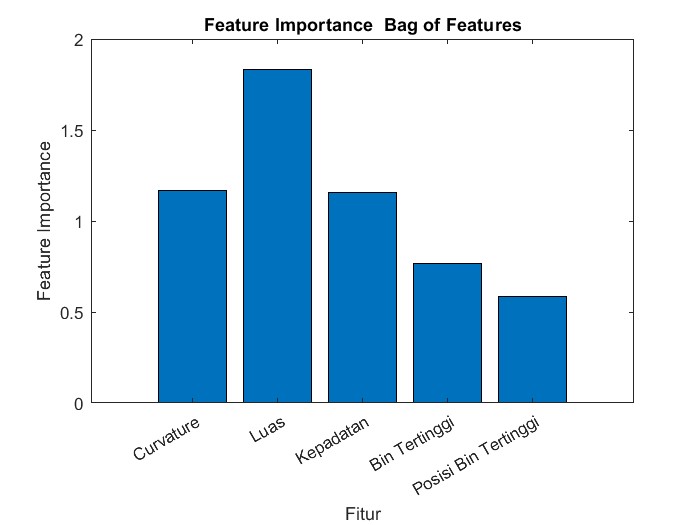 Feature Importance  Bag of Features
Feature Importance
2
1.5
1
0.5
0
Curvature
Luas
Kepadatan
Bin Tertinggi
Posisi Bin Tertinggi
Fitur